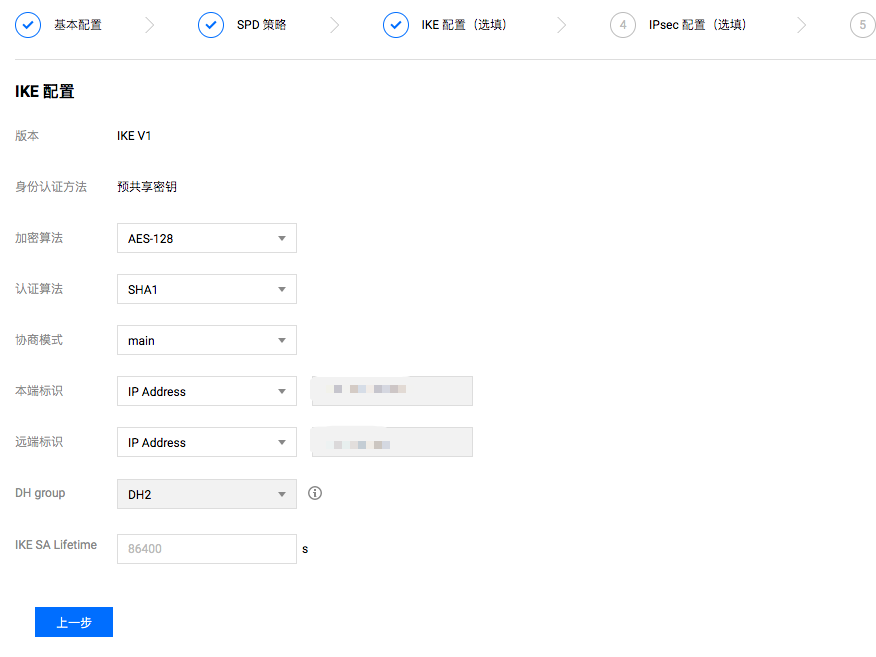 基本配置 SPD 策略 IKE 配置（选填） 4 IPsec 配置（选填） 5
IKE 配置
版本 IKE V1
身份认证方法 预共享密钥
加密算法 AES-128
认证算法 SHA1
协商模式 main
本端标识 IP Address
远端标识 IP Address
DH group DH2
IKE SA Lifetime 86400 s
上一步